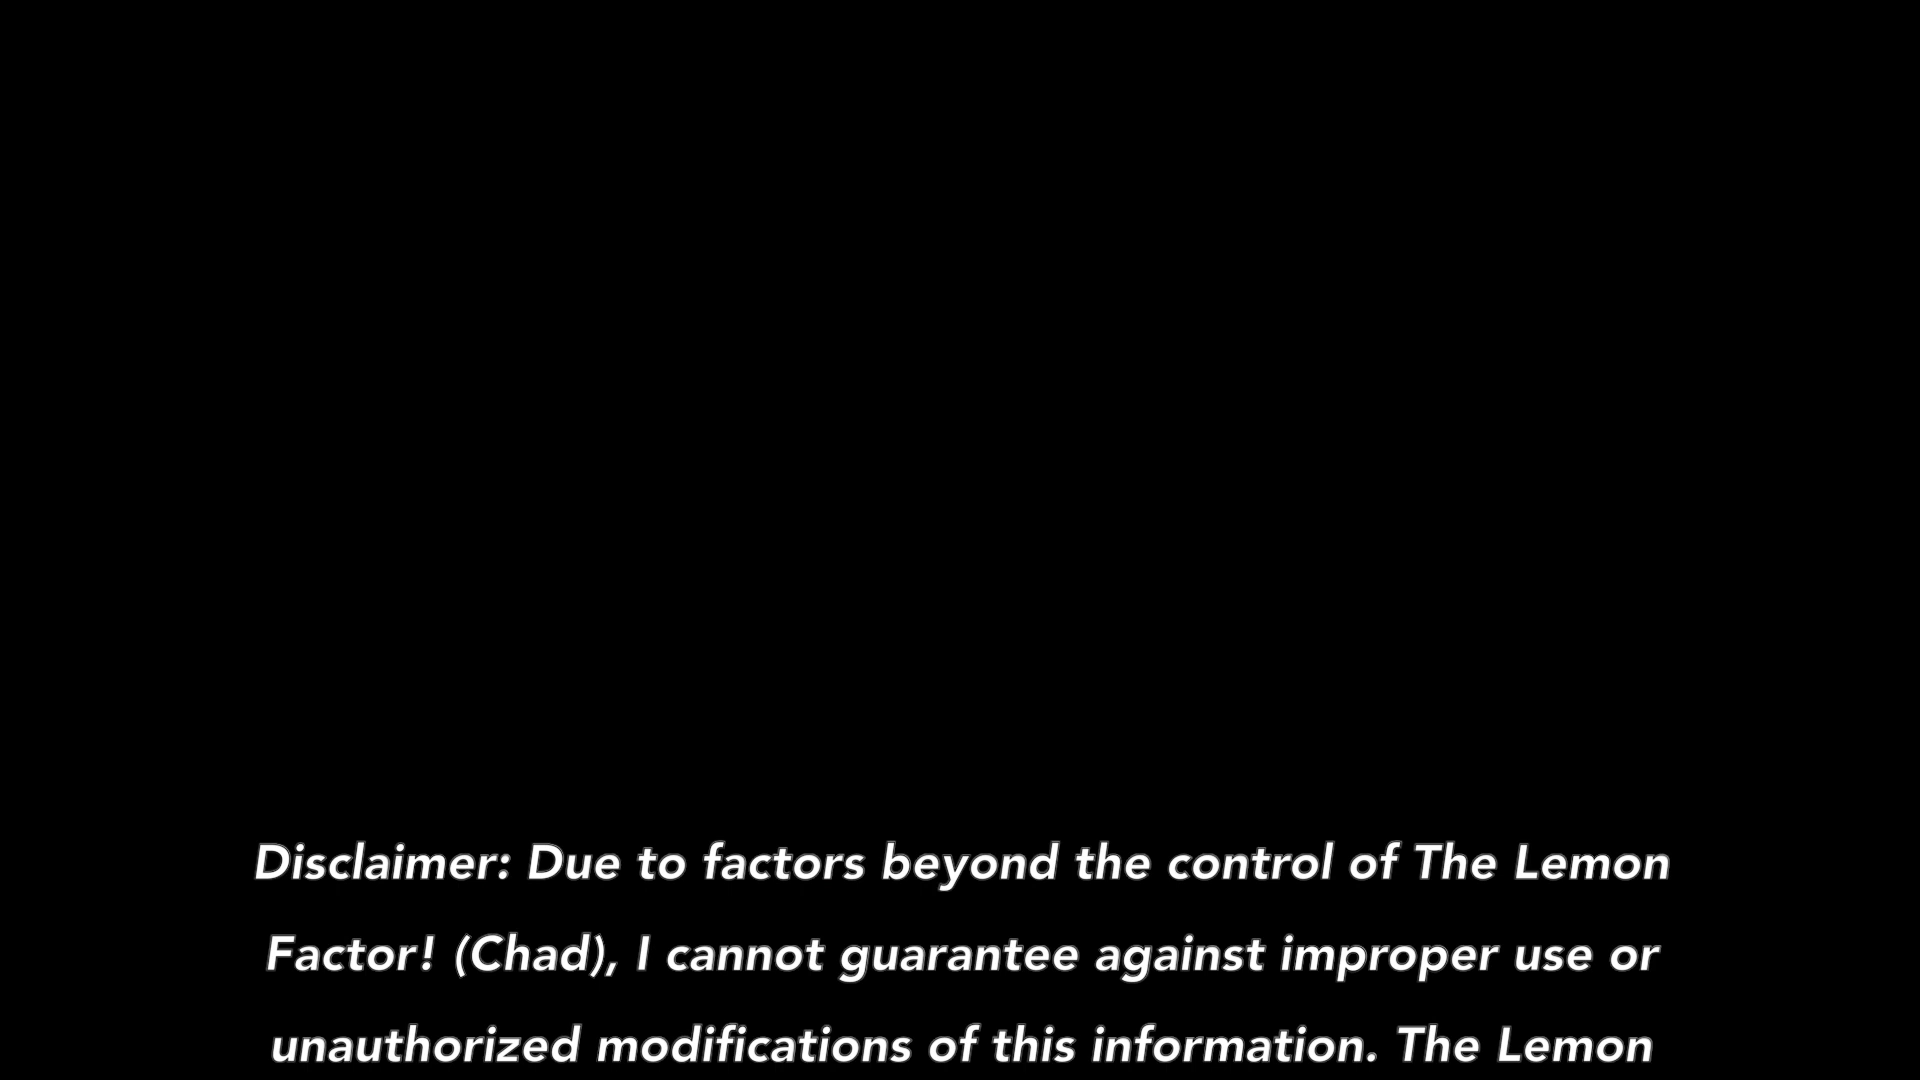 Disclaimer: Due to factors beyond the control of The Lemon
Factor! (Chad), I cannot guarantee against improper use or
unauthorized modifications of this information. The Lemon